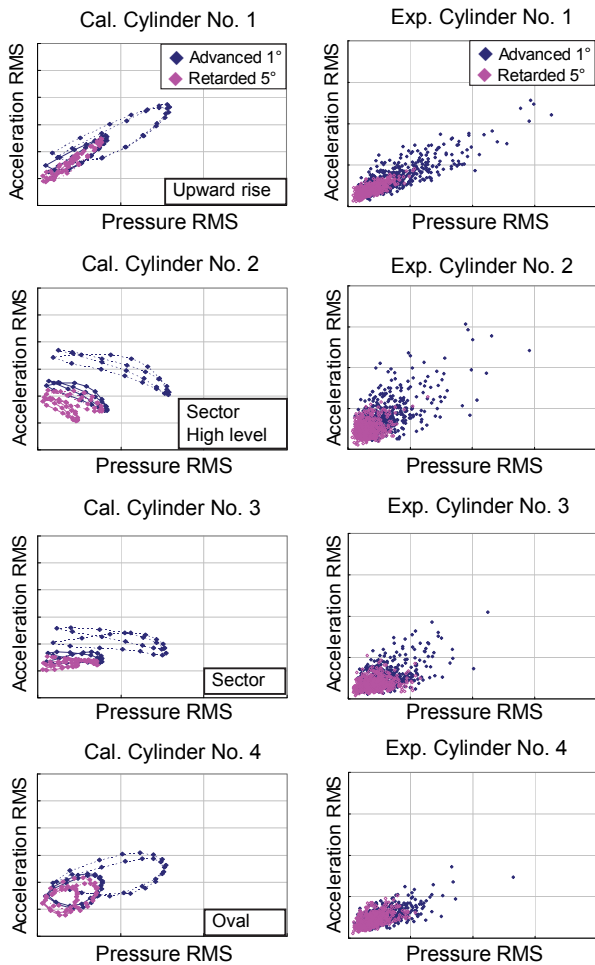 Cal. Cylinder No. 1
Exp. Cylinder No. 1
Acceleration RMS
Advanced 1°
Retarded 5°
Upward rise
Pressure RMS
Acceleration RMS
Advanced 1°
Retarded 5°
Pressure RMS
Cal. Cylinder No. 2
Exp. Cylinder No. 2
Acceleration RMS
Sector
High level
Pressure RMS
Acceleration RMS
Pressure RMS
Cal. Cylinder No. 3
Exp. Cylinder No. 3
Acceleration RMS
Sector
Pressure RMS
Acceleration RMS
Pressure RMS
Cal. Cylinder No. 4
Exp. Cylinder No. 4
Acceleration RMS
Oval
Pressure RMS
Acceleration RMS
Pressure RMS